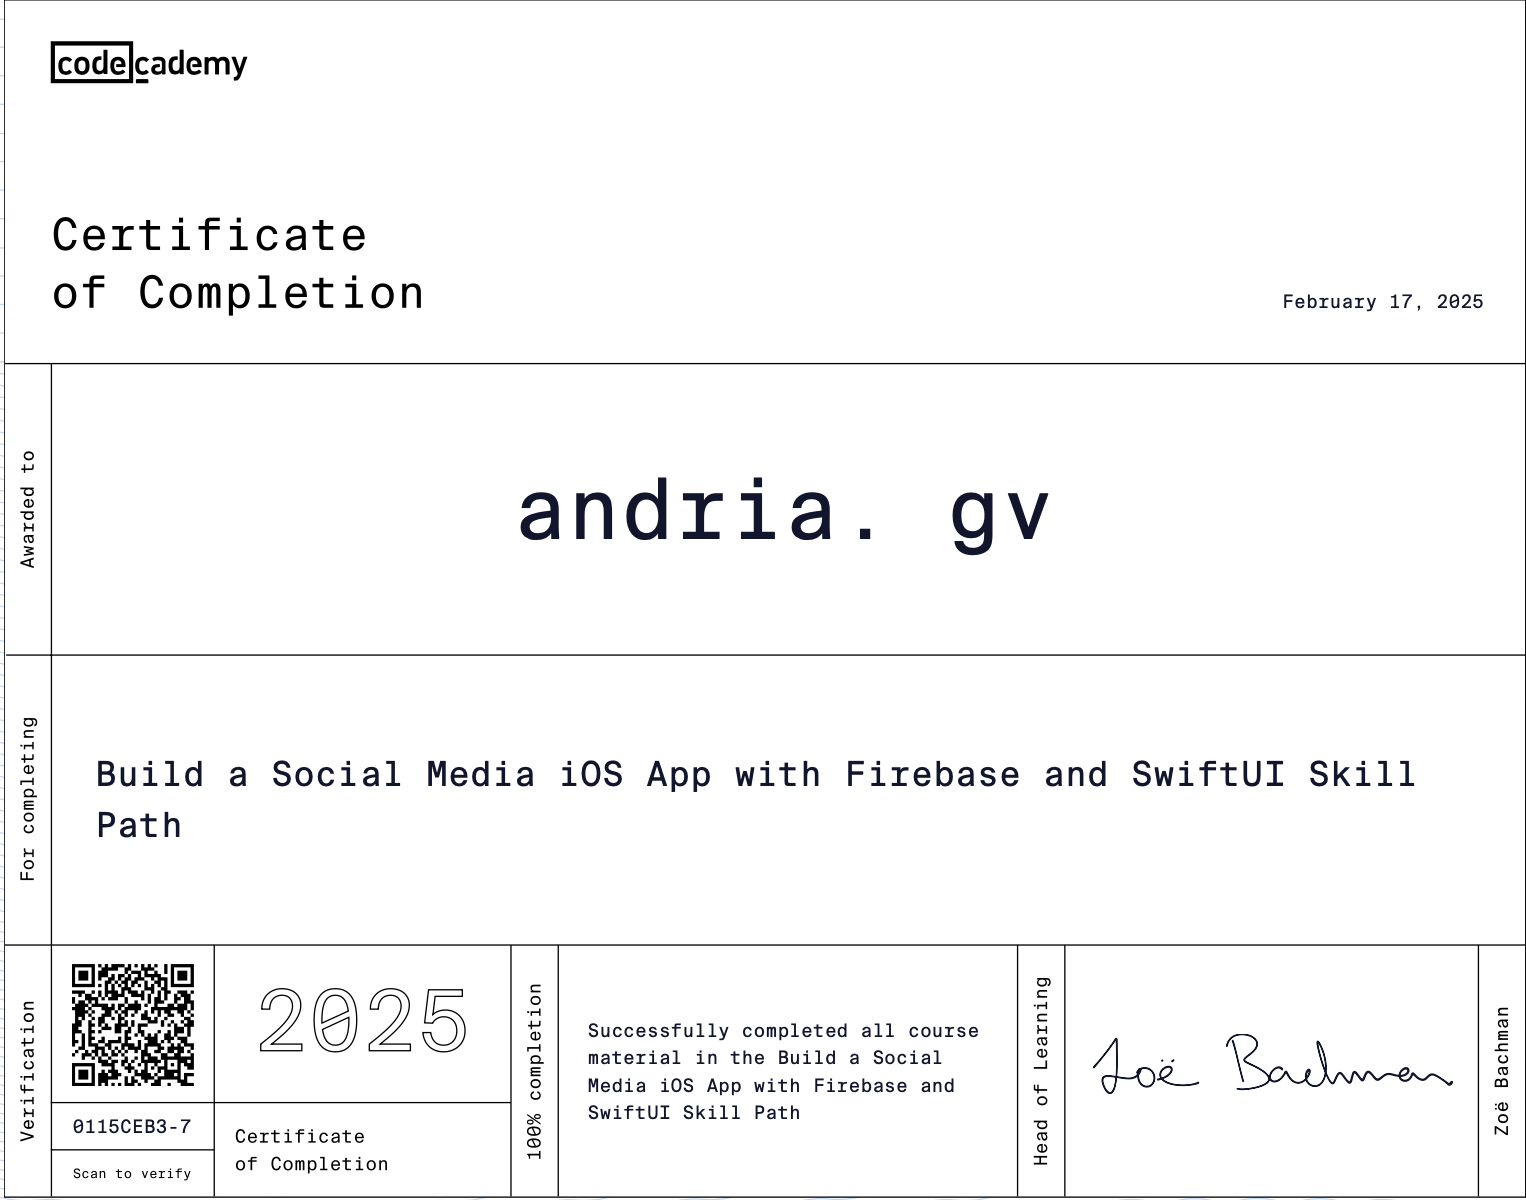 codecademy
Certificate
of Completion
February 17, 2025
Awarded to
andria. gv
For completing
Build a Social Media iOS App with Firebase and SwiftUI Skill
Path
Verification
0115CEB3-7
Scan to verify
2025
Certificate
of Completion
100% completion
Successfully completed all course
material in the Build a Social
Media iOS App with Firebase and
SwiftUI Skill Path
Head of Learning
Zoë Bachman
Zoë Bachman